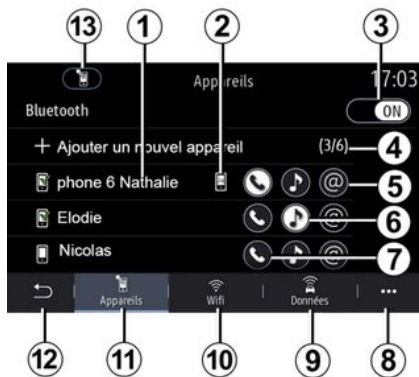 13
1
2
3
Appareils
17:03
Bluetooth
ON
+ Ajouter un nouvel appareil
(3/6)
4
phone 6 Nathalie
@
5
Elodie
@
6
Nicolas
@
7
Appareils
Wifi
Données
...
12
11
10
9
8